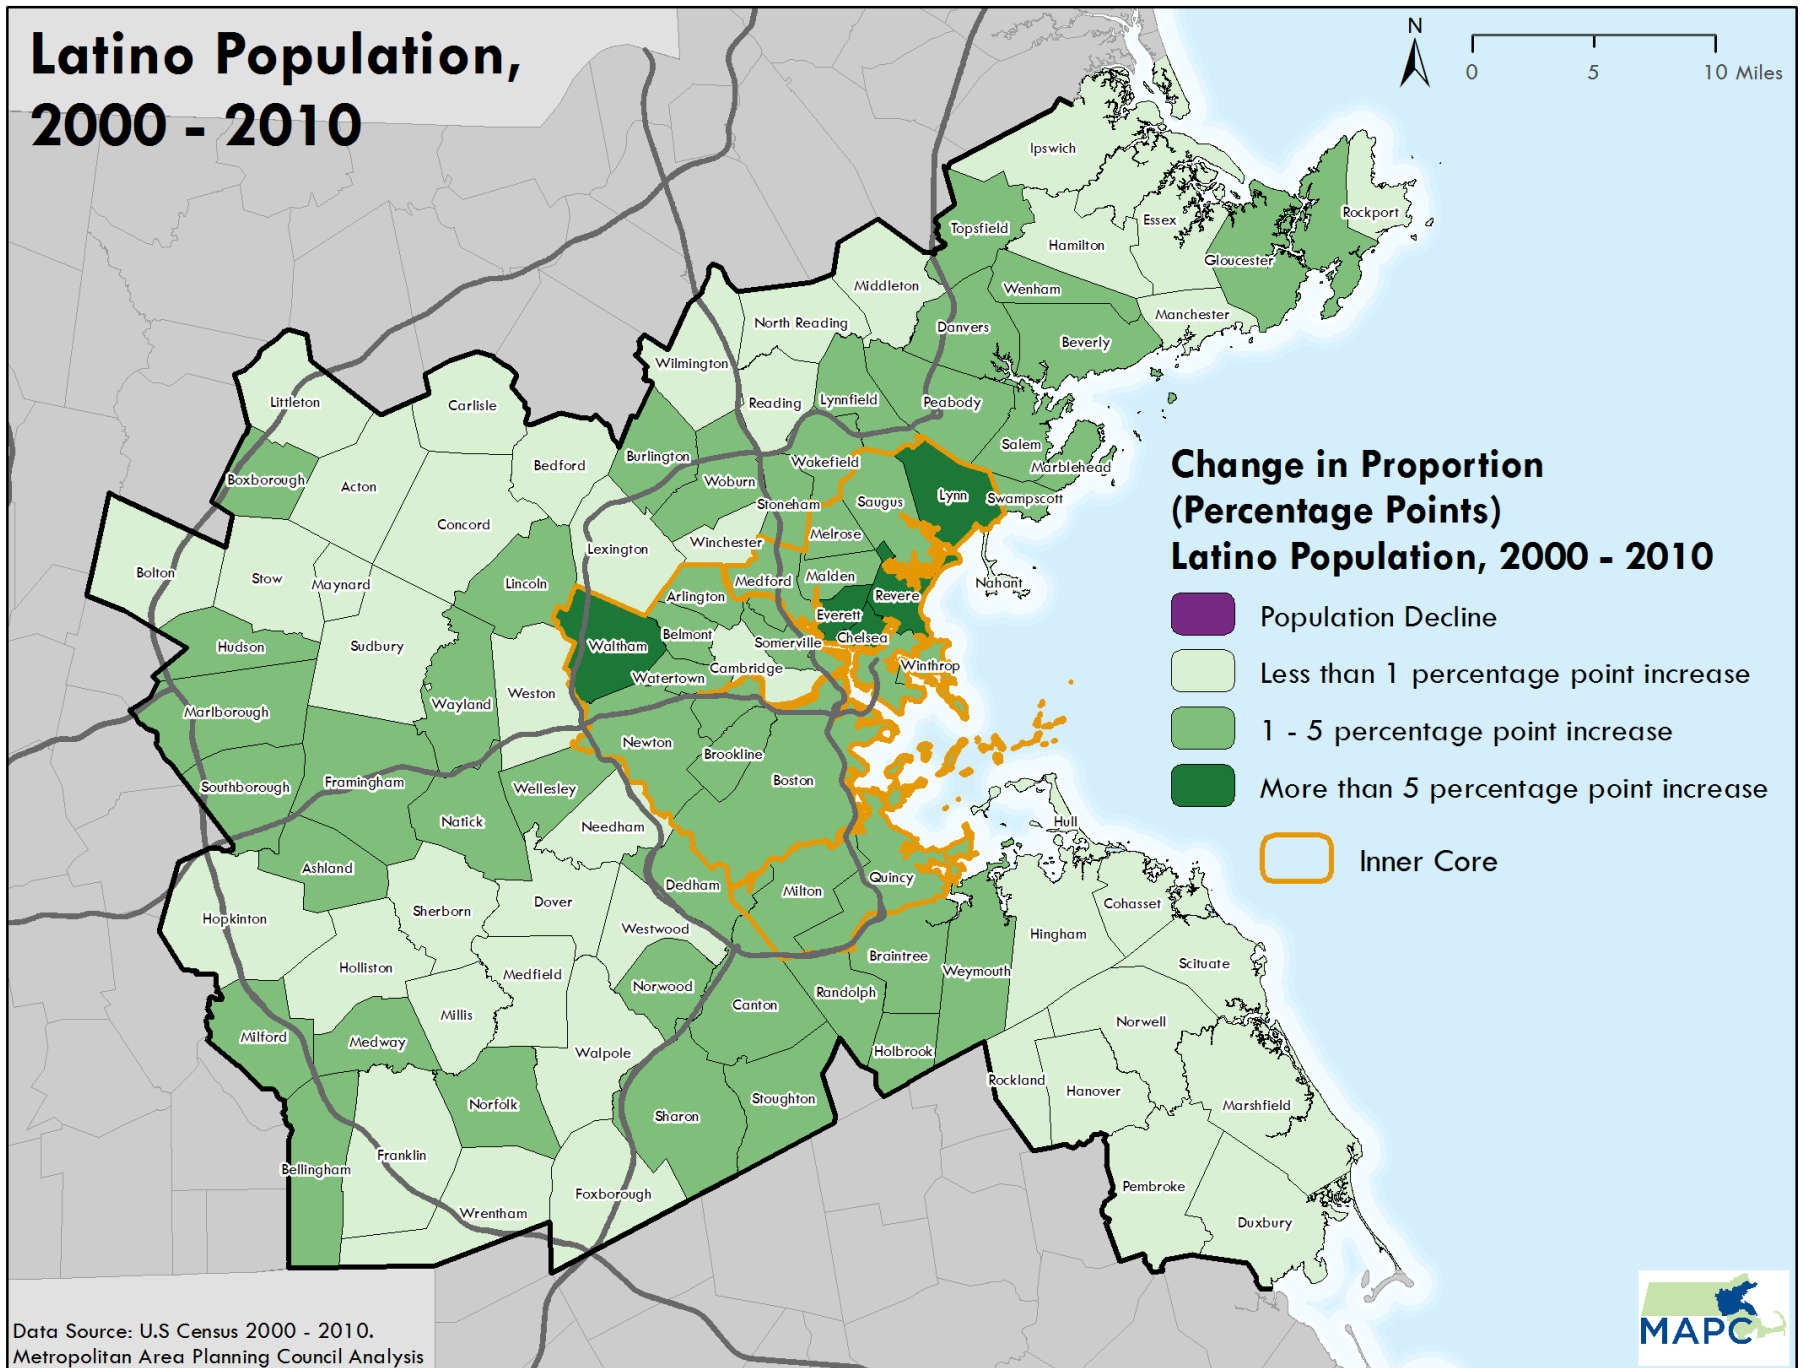 Latino Population,
2000 - 2010
N
0 5 10 Miles
Ipswich
Rockport
Essex
Topsfield
Hamilton
Gloucester
Middleton
Wenham
Manchester
North Reading
Danvers
Beverly
Wilmington
Littleton
Carlisle
Reading
Lynnfield
Peabody
Salem
Burlington
Wakefield
Bedford
Marblehead
Boxborough
Acton
Woburn
Lynn
Swampscott
Stoneham
Saugus
Concord
Melrose
Winchester
Lexington
Bolton
Stow
Maynard
Lincoln
Medford
Malden
Nahant
Arlington
Revere
Everett
Hudson
Sudbury
Waltham
Belmont
Somerville
Chelsea
Cambridge
Winthrop
Watertown
Weston
Wayland
Marlborough
Newton
Brookline
Boston
Framingham
Southborough
Wellesley
Natick
Needham
Hull
Ashland
Dedham
Milton
Quincy
Sherborn
Dover
Cohasset
Hopkinton
Westwood
Hingham
Holliston
Medfield
Braintree
Weymouth
Scituate
Norwood
Randolph
Canton
Millis
Norwell
Milford
Medway
Walpole
Holbrook
Rockland
Hanover
Norfolk
Stoughton
Sharon
Marshfield
Bellingham
Franklin
Foxborough
Pembroke
Wrentham
Duxbury
Change in Proportion
(Percentage Points)
Latino Population, 2000 - 2010
Population Decline
Less than 1 percentage point increase
1 - 5 percentage point increase
More than 5 percentage point increase
Inner Core
Data Source: U.S Census 2000 - 2010.
Metropolitan Area Planning Council Analysis
MAPC